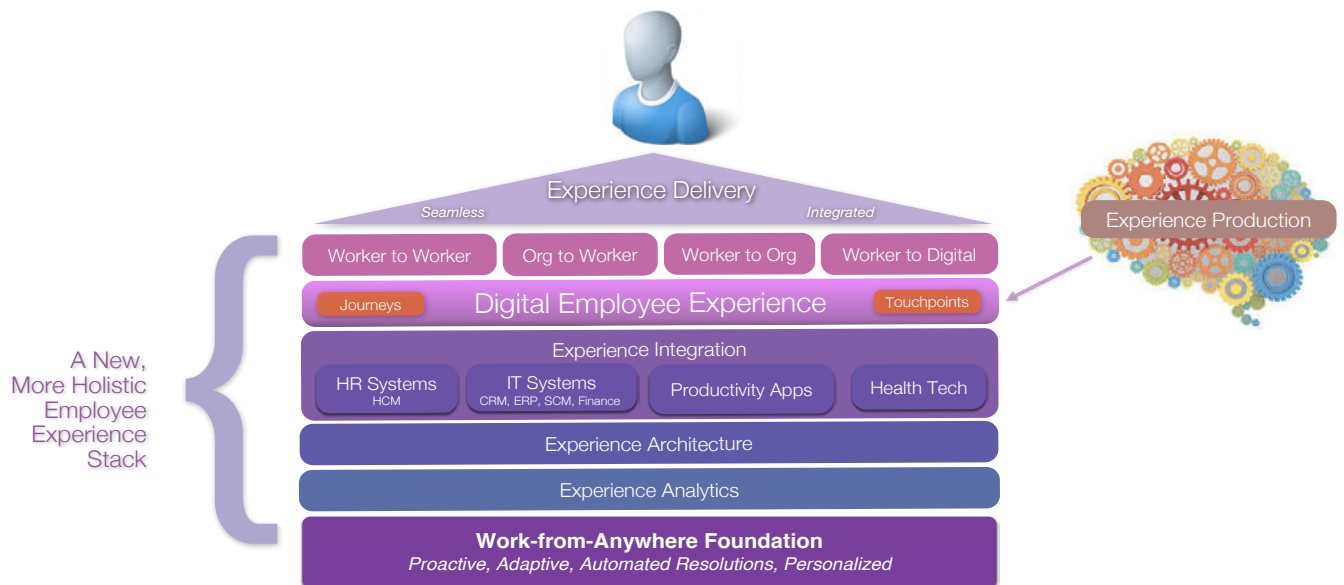 Experience Delivery
Seamless
Integrated
Experience Production
Worker to Worker
Org to Worker
Worker to Org
Worker to Digital
Journeys
Digital Employee Experience
Touchpoints
A New,
More Holistic
Employee
Experience
Stack
Experience Integration
HR Systems
HCM
IT Systems
CRM, ERP, SCM, Finance
Productivity Apps
Health Tech
Experience Architecture
Experience Analytics
Work-from-Anywhere Foundation
Proactive, Adaptive, Automated Resolutions, Personalized